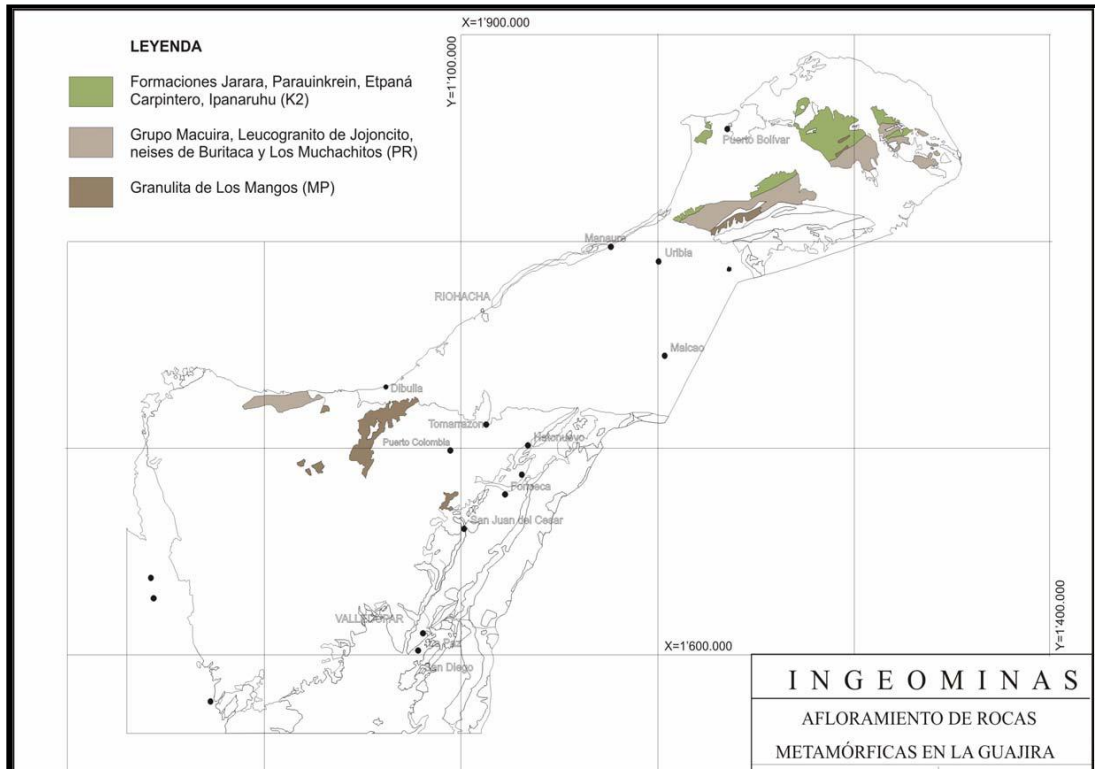 X=1'900.000
Y=1'100.000
LEYENDA
Formaciones Jarara, Parauinkrein, Etpaná
Carpintero, Ipanaruhu (K2)
Grupo Macuira, Leucogranito de Jojoncito,
neises de Buritaca y Los Muchachitos (PR)
Granulita de Los Mangos (MP)
Puerto Bolívar
Manaure
Uribia
RIOHACHA
Maicao
Dibulla
Tomarrazón
Puerto Colombia
Hatonuevo
Fonseca
San Juan del Cesar
VALLEDUPAR
La Paz
San Diego
X=1'600.000
Y=1'400.000
INGEOMINAS
AFLORAMIENTO DE ROCAS
METAMÓRFICAS EN LA GUAJIRA